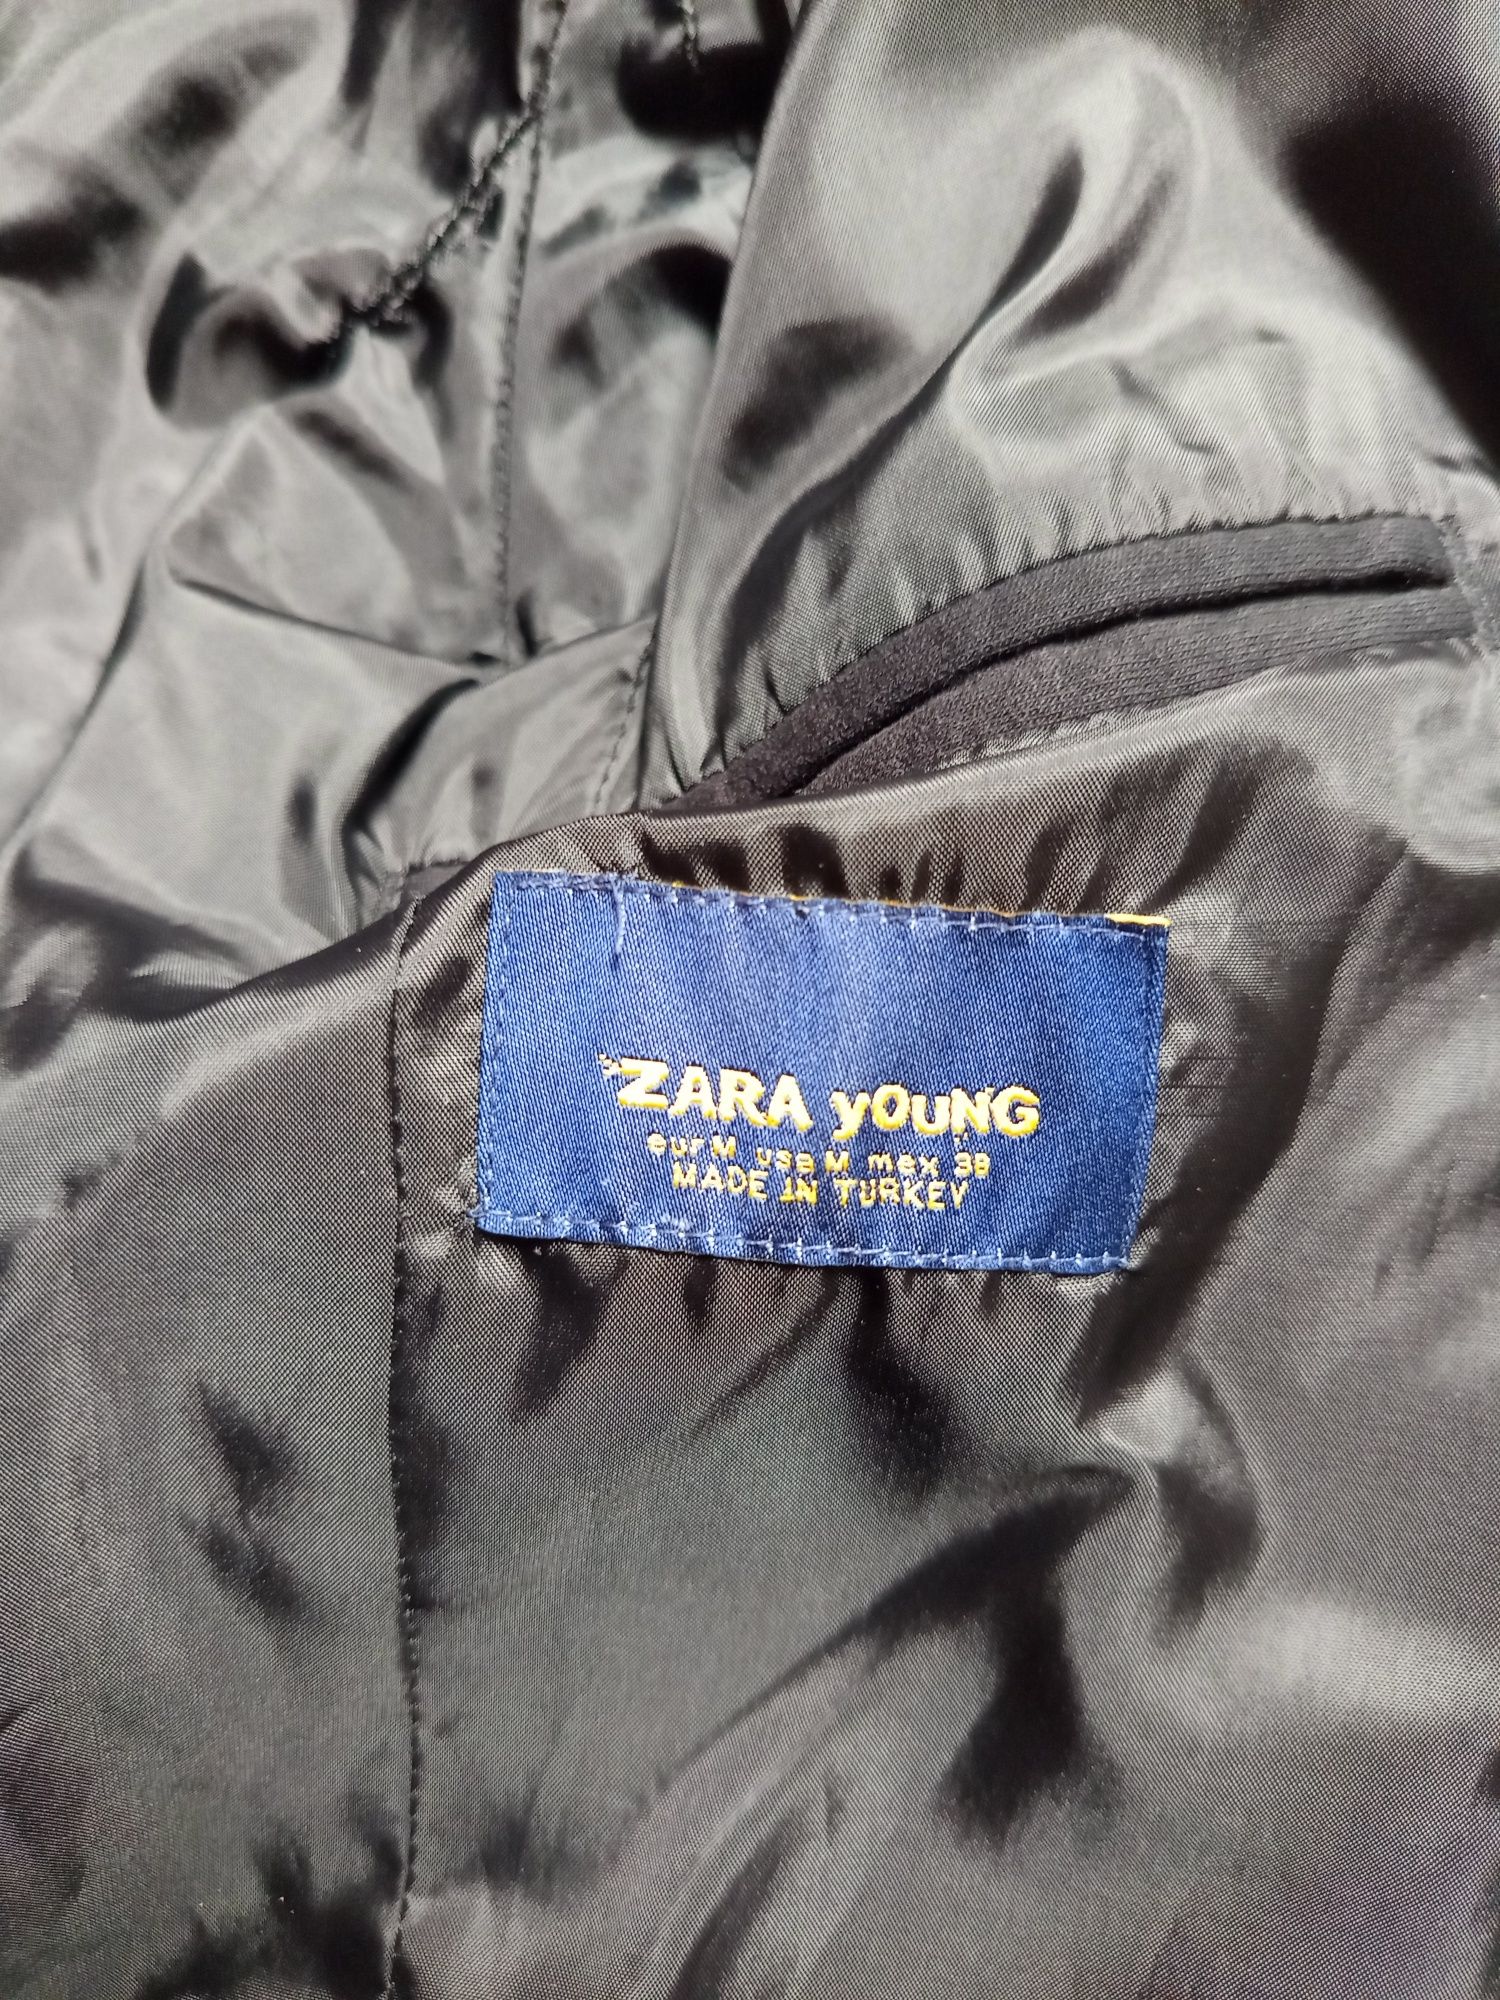 ZARA yOUNG
eur M usa M mex 38
MADE IN TURKEY